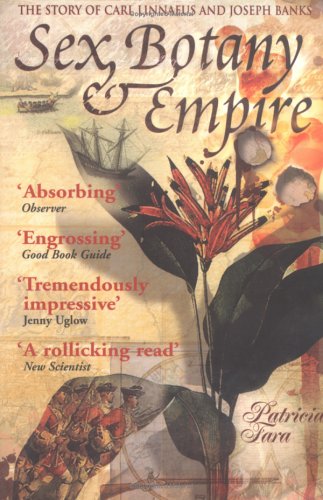 THE STORY OF CARL LINNAEUS AND JOSEPH BANKS
Sex, Botany
& Empire
'Absorbing'
Observer
'Engrossing'
Good Book Guide
'Tremendously
impressive'
Jenny Uglow
'A rollicking read'
New Scientist
Patricia
Fara